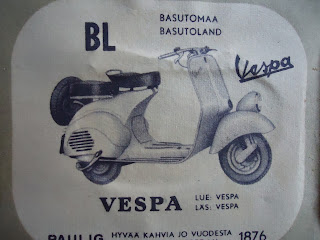 BASUTOMAA
BL BASUTOLAND
Vespa
VESPA LUE: VESPA
LÄS: VESPA
PAULIG HYVÄÄ KAHVIA JO VUODESTA 1876